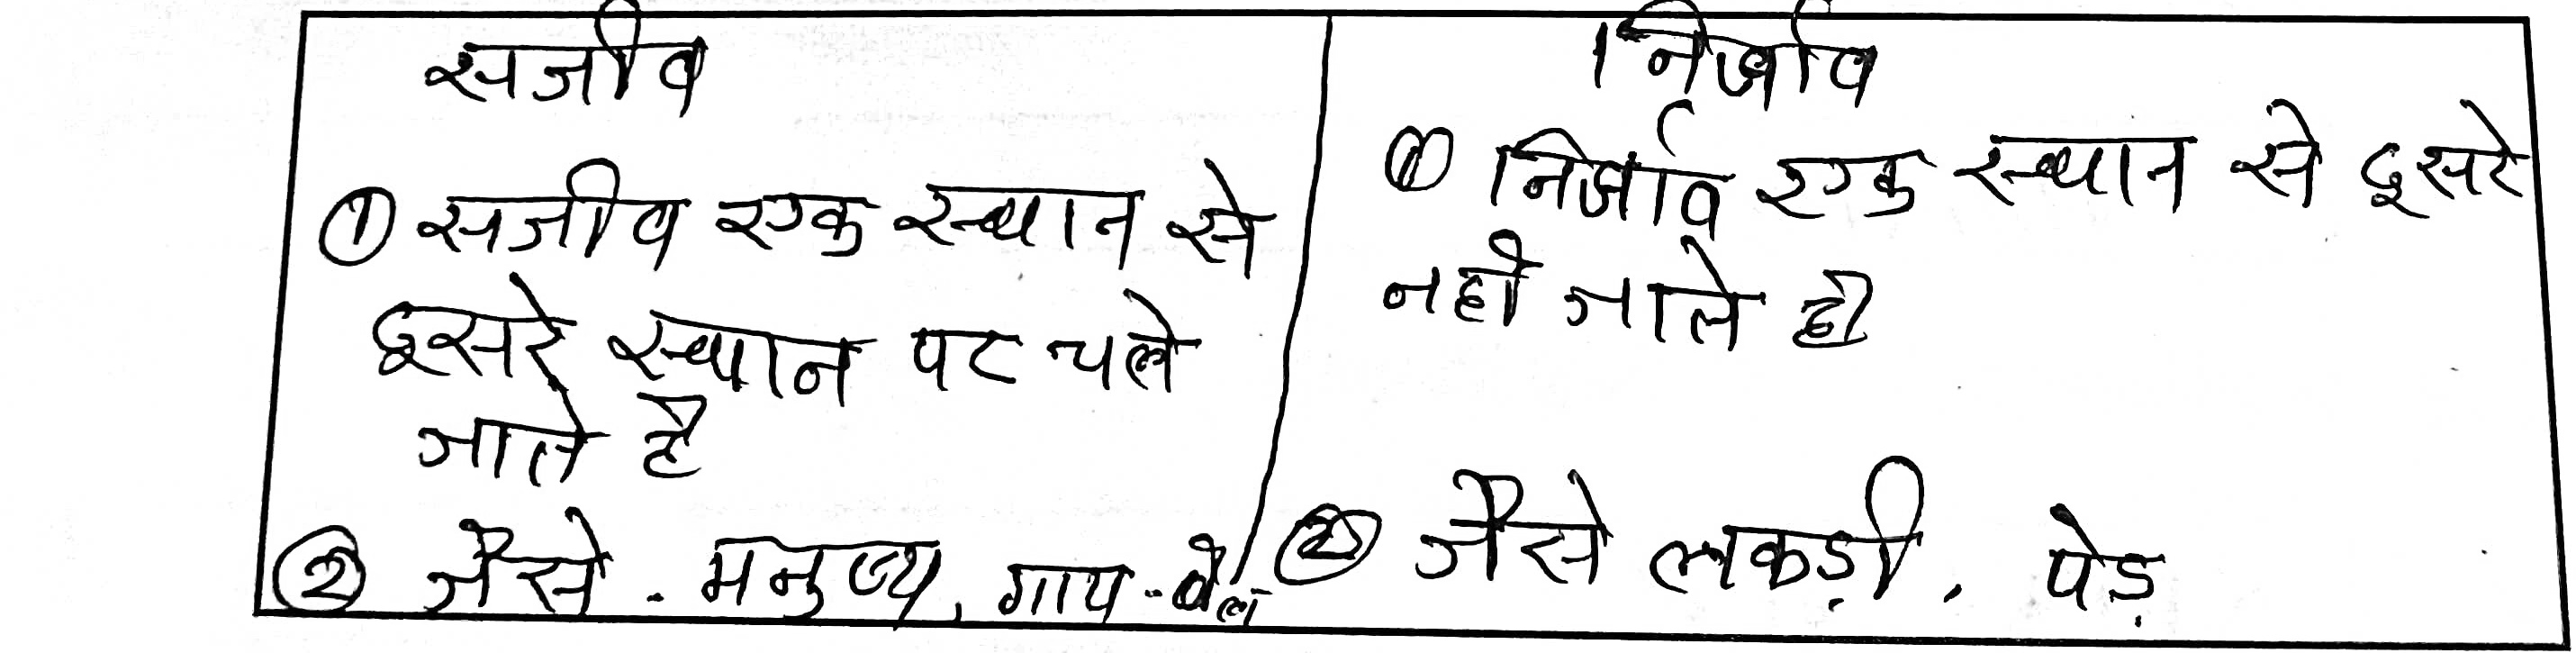 सजीव
① सजीव एक स्थान से
दूसरे स्थान पर चले
जाते है
② जैसे. मनुष्य, गाय-बैल
निर्जीव
① निर्जीव एक स्थान से दूसरे
नही जाते है
② जैसे लकड़ी, पेड़